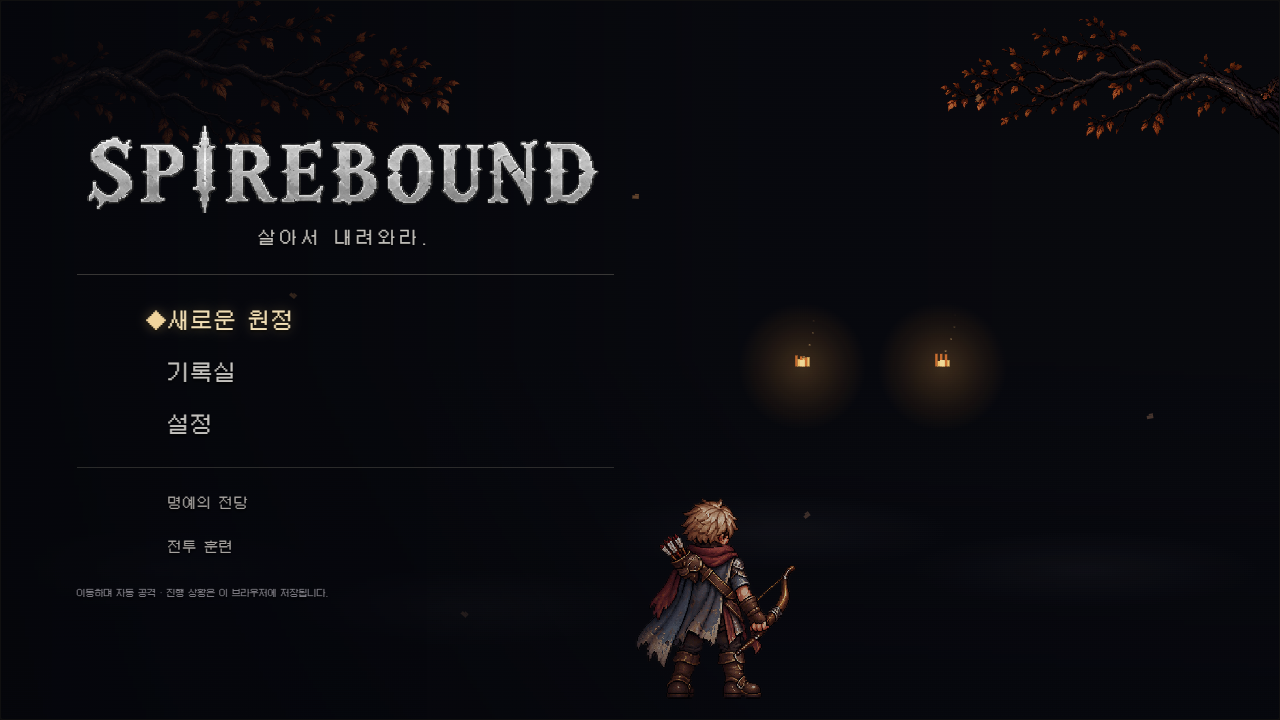 SPIREBOUND
살아서 내려와라.
◆새로운 원정
기록실
설정
명예의 전당
전투 훈련
이동하며 자동 공격 · 진행 상황은 이 브라우저에 저장됩니다.